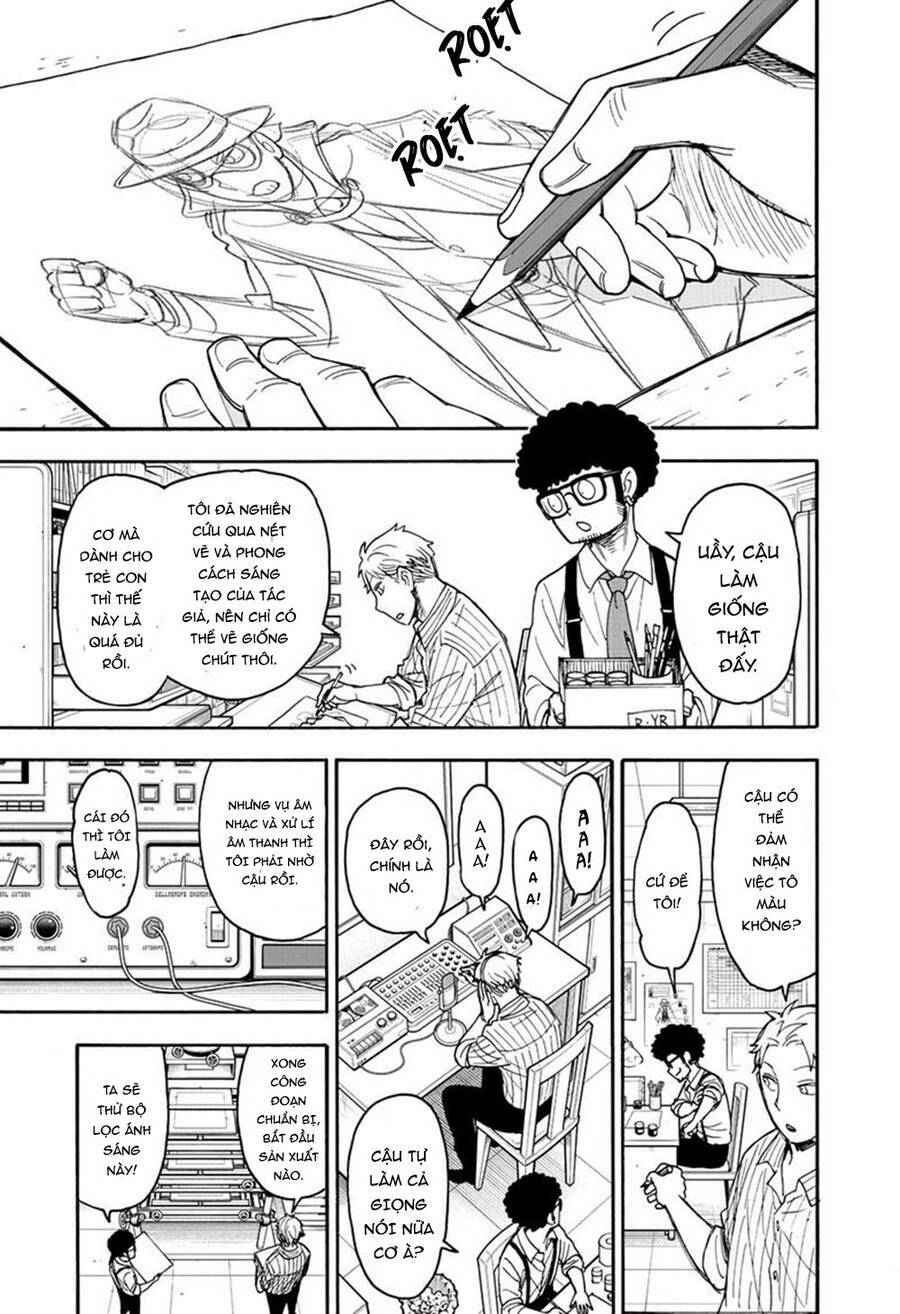 ROẸT
ROẸT
UẦY, CẬU
LÀM
GIỐNG
THẬT
ĐẤY.
TÔI ĐÃ NGHIÊN
CỨU QUA NÉT
VẼ VÀ PHONG
CÁCH SÁNG
TẠO CỦA TÁC
GIẢ, NÊN CHỈ CÓ
THỂ VẼ GIỐNG
CHÚT THÔI.
CƠ MÀ
DÀNH CHO
TRẺ CON
THÌ THẾ
NÀY LÀ
QUÁ ĐỦ
RỒI.
R·YR
CẬU CÓ
THỂ
ĐẢM
NHẬN
VIỆC TÔ
MÀU
KHÔNG?
CỨ ĐỂ
TÔI!
A
A
A!
A
A
A!
A
A
A!
ĐÂY RỒI,
CHÍNH LÀ
NÓ.
CẬU TỰ
LÀM CẢ
GIỌNG
NÓI NỮA
CƠ À?
NHƯNG VỤ ÂM
NHẠC VÀ XỬ LÍ
ÂM THANH THÌ
TÔI PHẢI NHỜ
CẬU RỒI.
CÁI ĐÓ
THÌ TÔI
LÀM
ĐƯỢC.
XONG
CÔNG
ĐOẠN
CHUẨN BỊ,
BẮT ĐẦU
SẢN XUẤT
NÀO.
TA SẼ
THỬ BỘ
LỌC ÁNH
SÁNG
NÀY!